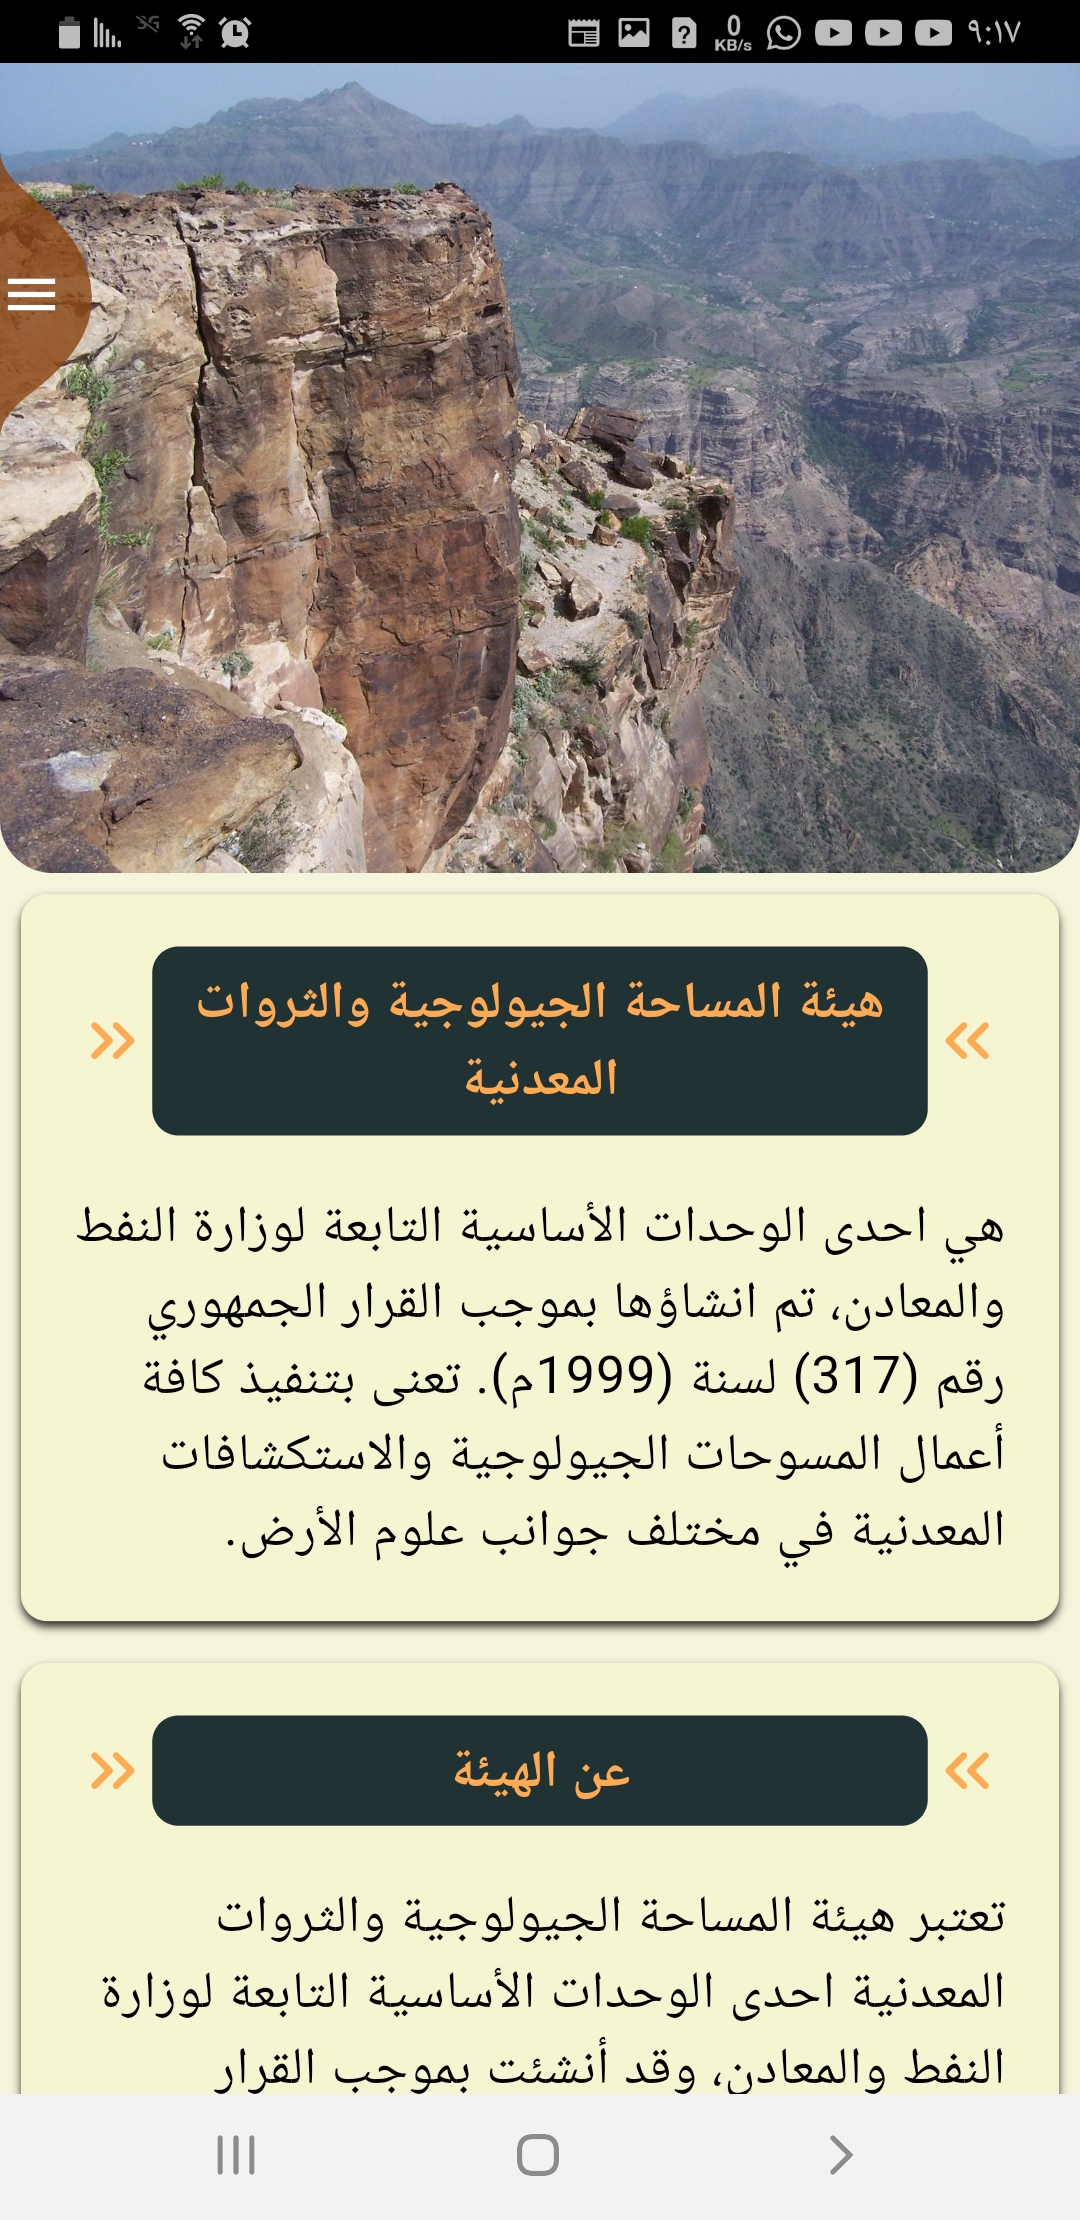 ٩:١٧
0
KB/s
هيئة المساحة الجيولوجية والثروات
المعدنية
هي احدى الوحدات الأساسية التابعة لوزارة النفط
والمعادن، تم انشاؤها بموجب القرار الجمهوري
رقم (317) لسنة (1999م). تعنى بتنفيذ كافة
أعمال المسوحات الجيولوجية والاستكشافات
المعدنية في مختلف جوانب علوم الأرض.
عن الهيئة
تعتبر هيئة المساحة الجيولوجية والثروات
المعدنية احدى الوحدات الأساسية التابعة لوزارة
النفط والمعادن، وقد أنشئت بموجب القرار